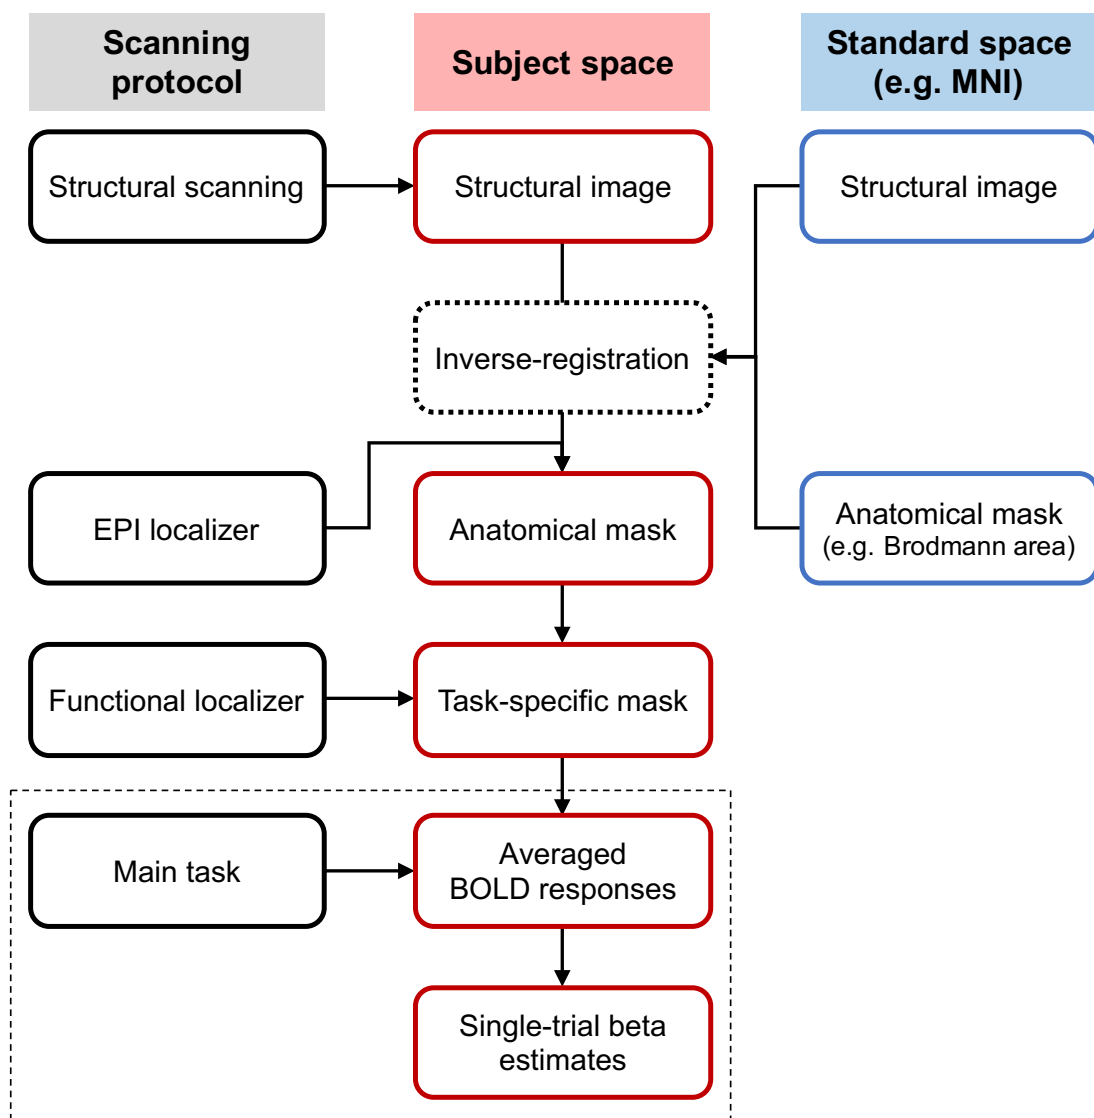 Scanning
protocol
Subject space
Standard space
(e.g. MNI)
Structural scanning
Structural image
Structural image
Inverse-registration
EPI localizer
Anatomical mask
Anatomical mask
(e.g. Brodmann area)
Functional localizer
Task-specific mask
Main task
Averaged
BOLD responses
Single-trial beta
estimates